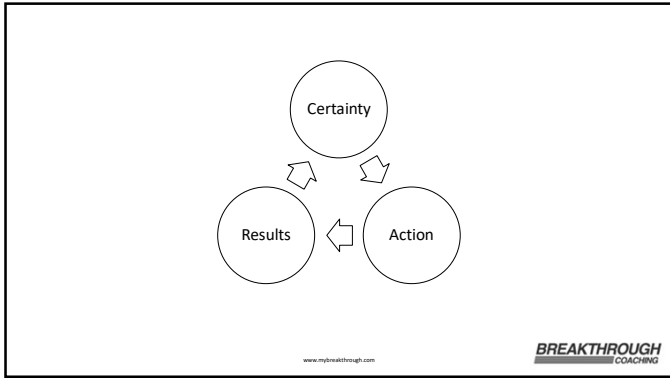 Certainty
Results
Action
www.mybreakthrough.com
BREAKTHROUGH
COACHING